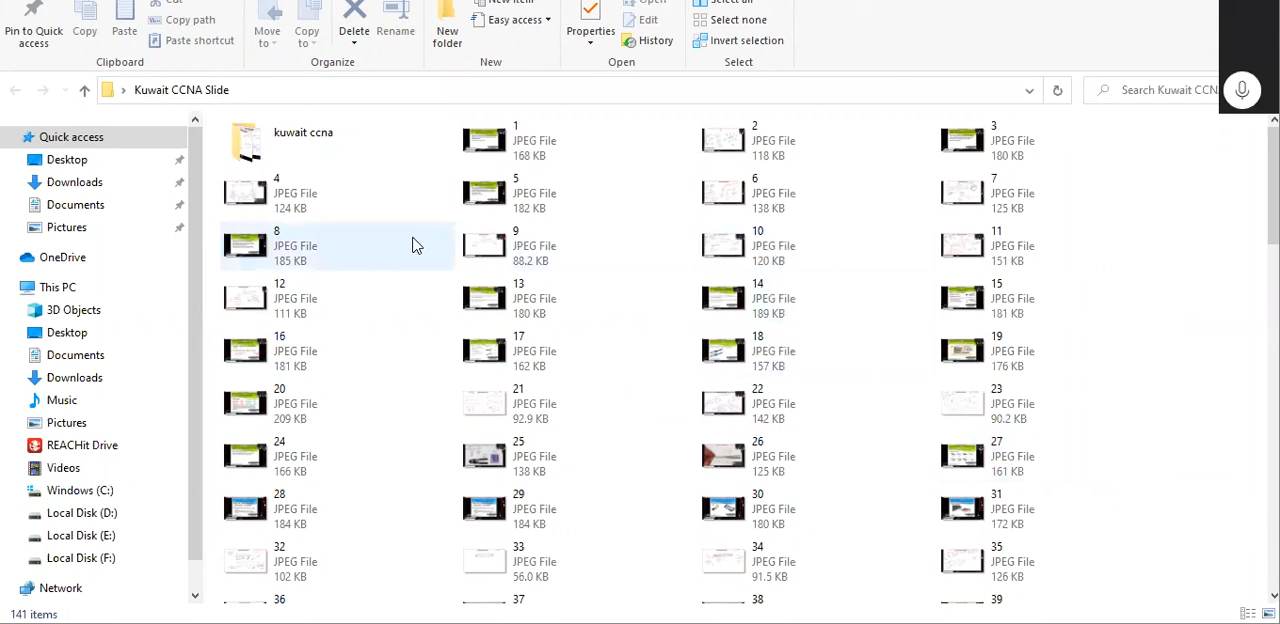 Pin to Quick access
Copy
Paste
Cut
Copy path
Paste shortcut
Clipboard
Move to
Copy to
Delete
Rename
Organize
New folder
New item
Easy access
New
Properties
Open
Edit
History
Open
Select all
Select none
Invert selection
Select
Kuwait CCNA Slide
Search Kuwait CCN
Quick access
Desktop
Downloads
Documents
Pictures
OneDrive
This PC
3D Objects
Desktop
Documents
Downloads
Music
Pictures
REACHit Drive
Videos
Windows (C:)
Local Disk (D:)
Local Disk (E:)
Local Disk (F:)
Network
kuwait ccna
1
JPEG File
168 KB
2
JPEG File
118 KB
3
JPEG File
180 KB
4
JPEG File
124 KB
5
JPEG File
182 KB
6
JPEG File
138 KB
7
JPEG File
125 KB
8
JPEG File
185 KB
9
JPEG File
88.2 KB
10
JPEG File
120 KB
11
JPEG File
151 KB
12
JPEG File
111 KB
13
JPEG File
180 KB
14
JPEG File
189 KB
15
JPEG File
181 KB
16
JPEG File
181 KB
17
JPEG File
162 KB
18
JPEG File
157 KB
19
JPEG File
176 KB
20
JPEG File
209 KB
21
JPEG File
92.9 KB
22
JPEG File
142 KB
23
JPEG File
90.2 KB
24
JPEG File
166 KB
25
JPEG File
138 KB
26
JPEG File
125 KB
27
JPEG File
161 KB
28
JPEG File
184 KB
29
JPEG File
184 KB
30
JPEG File
180 KB
31
JPEG File
172 KB
32
JPEG File
102 KB
33
JPEG File
56.0 KB
34
JPEG File
91.5 KB
35
JPEG File
126 KB
36
37
38
39
141 items